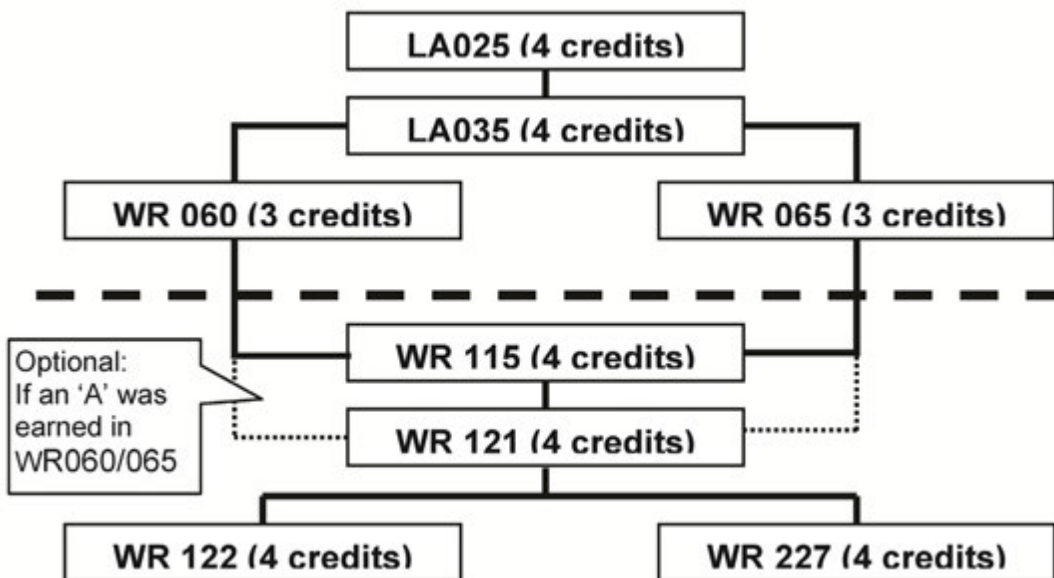 LA025 (4 credits)
LA035 (4 credits)
WR 060 (3 credits)
WR 065 (3 credits)
WR 115 (4 credits)
Optional:
If an ‘A’ was
earned in
WR060/065
WR 121 (4 credits)
WR 122 (4 credits)
WR 227 (4 credits)